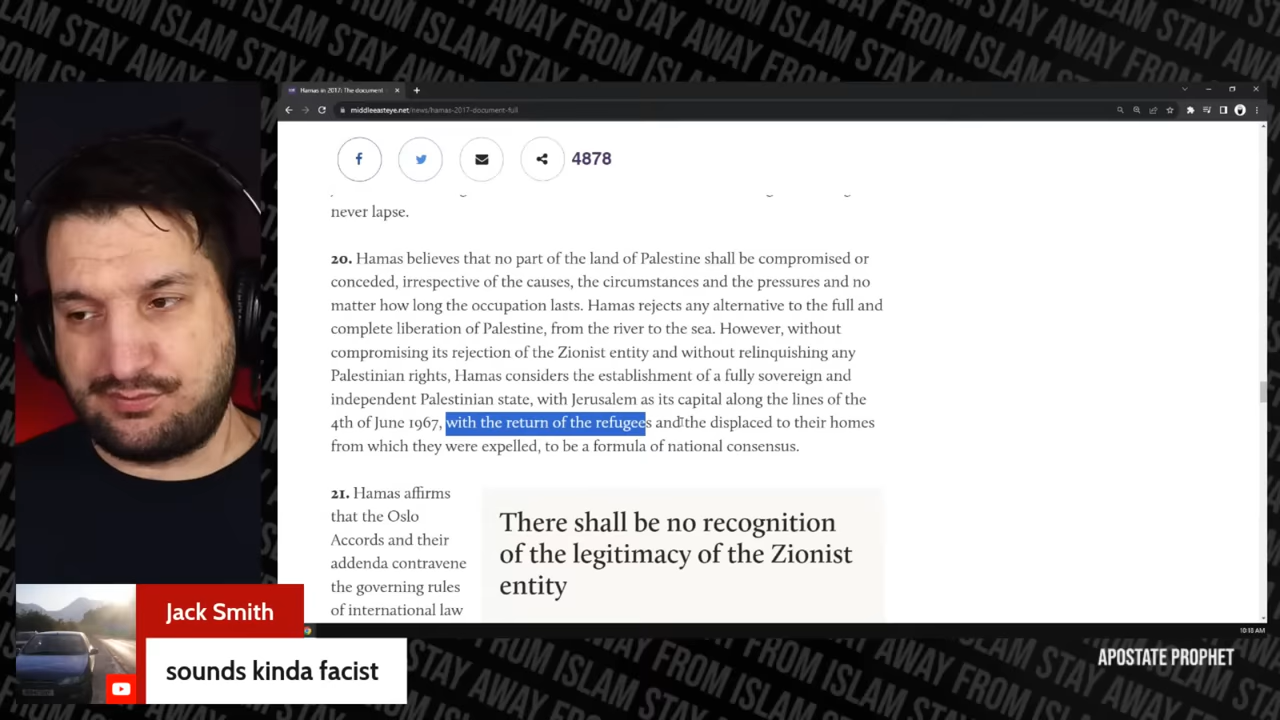 STAY AWAY FROM ISLAM
Hamas in 2017: The document
middleeasteye.net/news/hamas-2017-document-full
4878
never lapse.
20. Hamas believes that no part of the land of Palestine shall be compromised or
conceded, irrespective of the causes, the circumstances and the pressures and no
matter how long the occupation lasts. Hamas rejects any alternative to the full and
complete liberation of Palestine, from the river to the sea. However, without
compromising its rejection of the Zionist entity and without relinquishing any
Palestinian rights, Hamas considers the establishment of a fully sovereign and
independent Palestinian state, with Jerusalem as its capital along the lines of the
4th of June 1967, with the return of the refugees and the displaced to their homes
from which they were expelled, to be a formula of national consensus.
21. Hamas affirms
that the Oslo
Accords and their
addenda contravene
the governing rules
of international law
There shall be no recognition
of the legitimacy of the Zionist
entity
10:15 AM
Jack Smith
sounds kinda facist
APOSTATE PROPHET